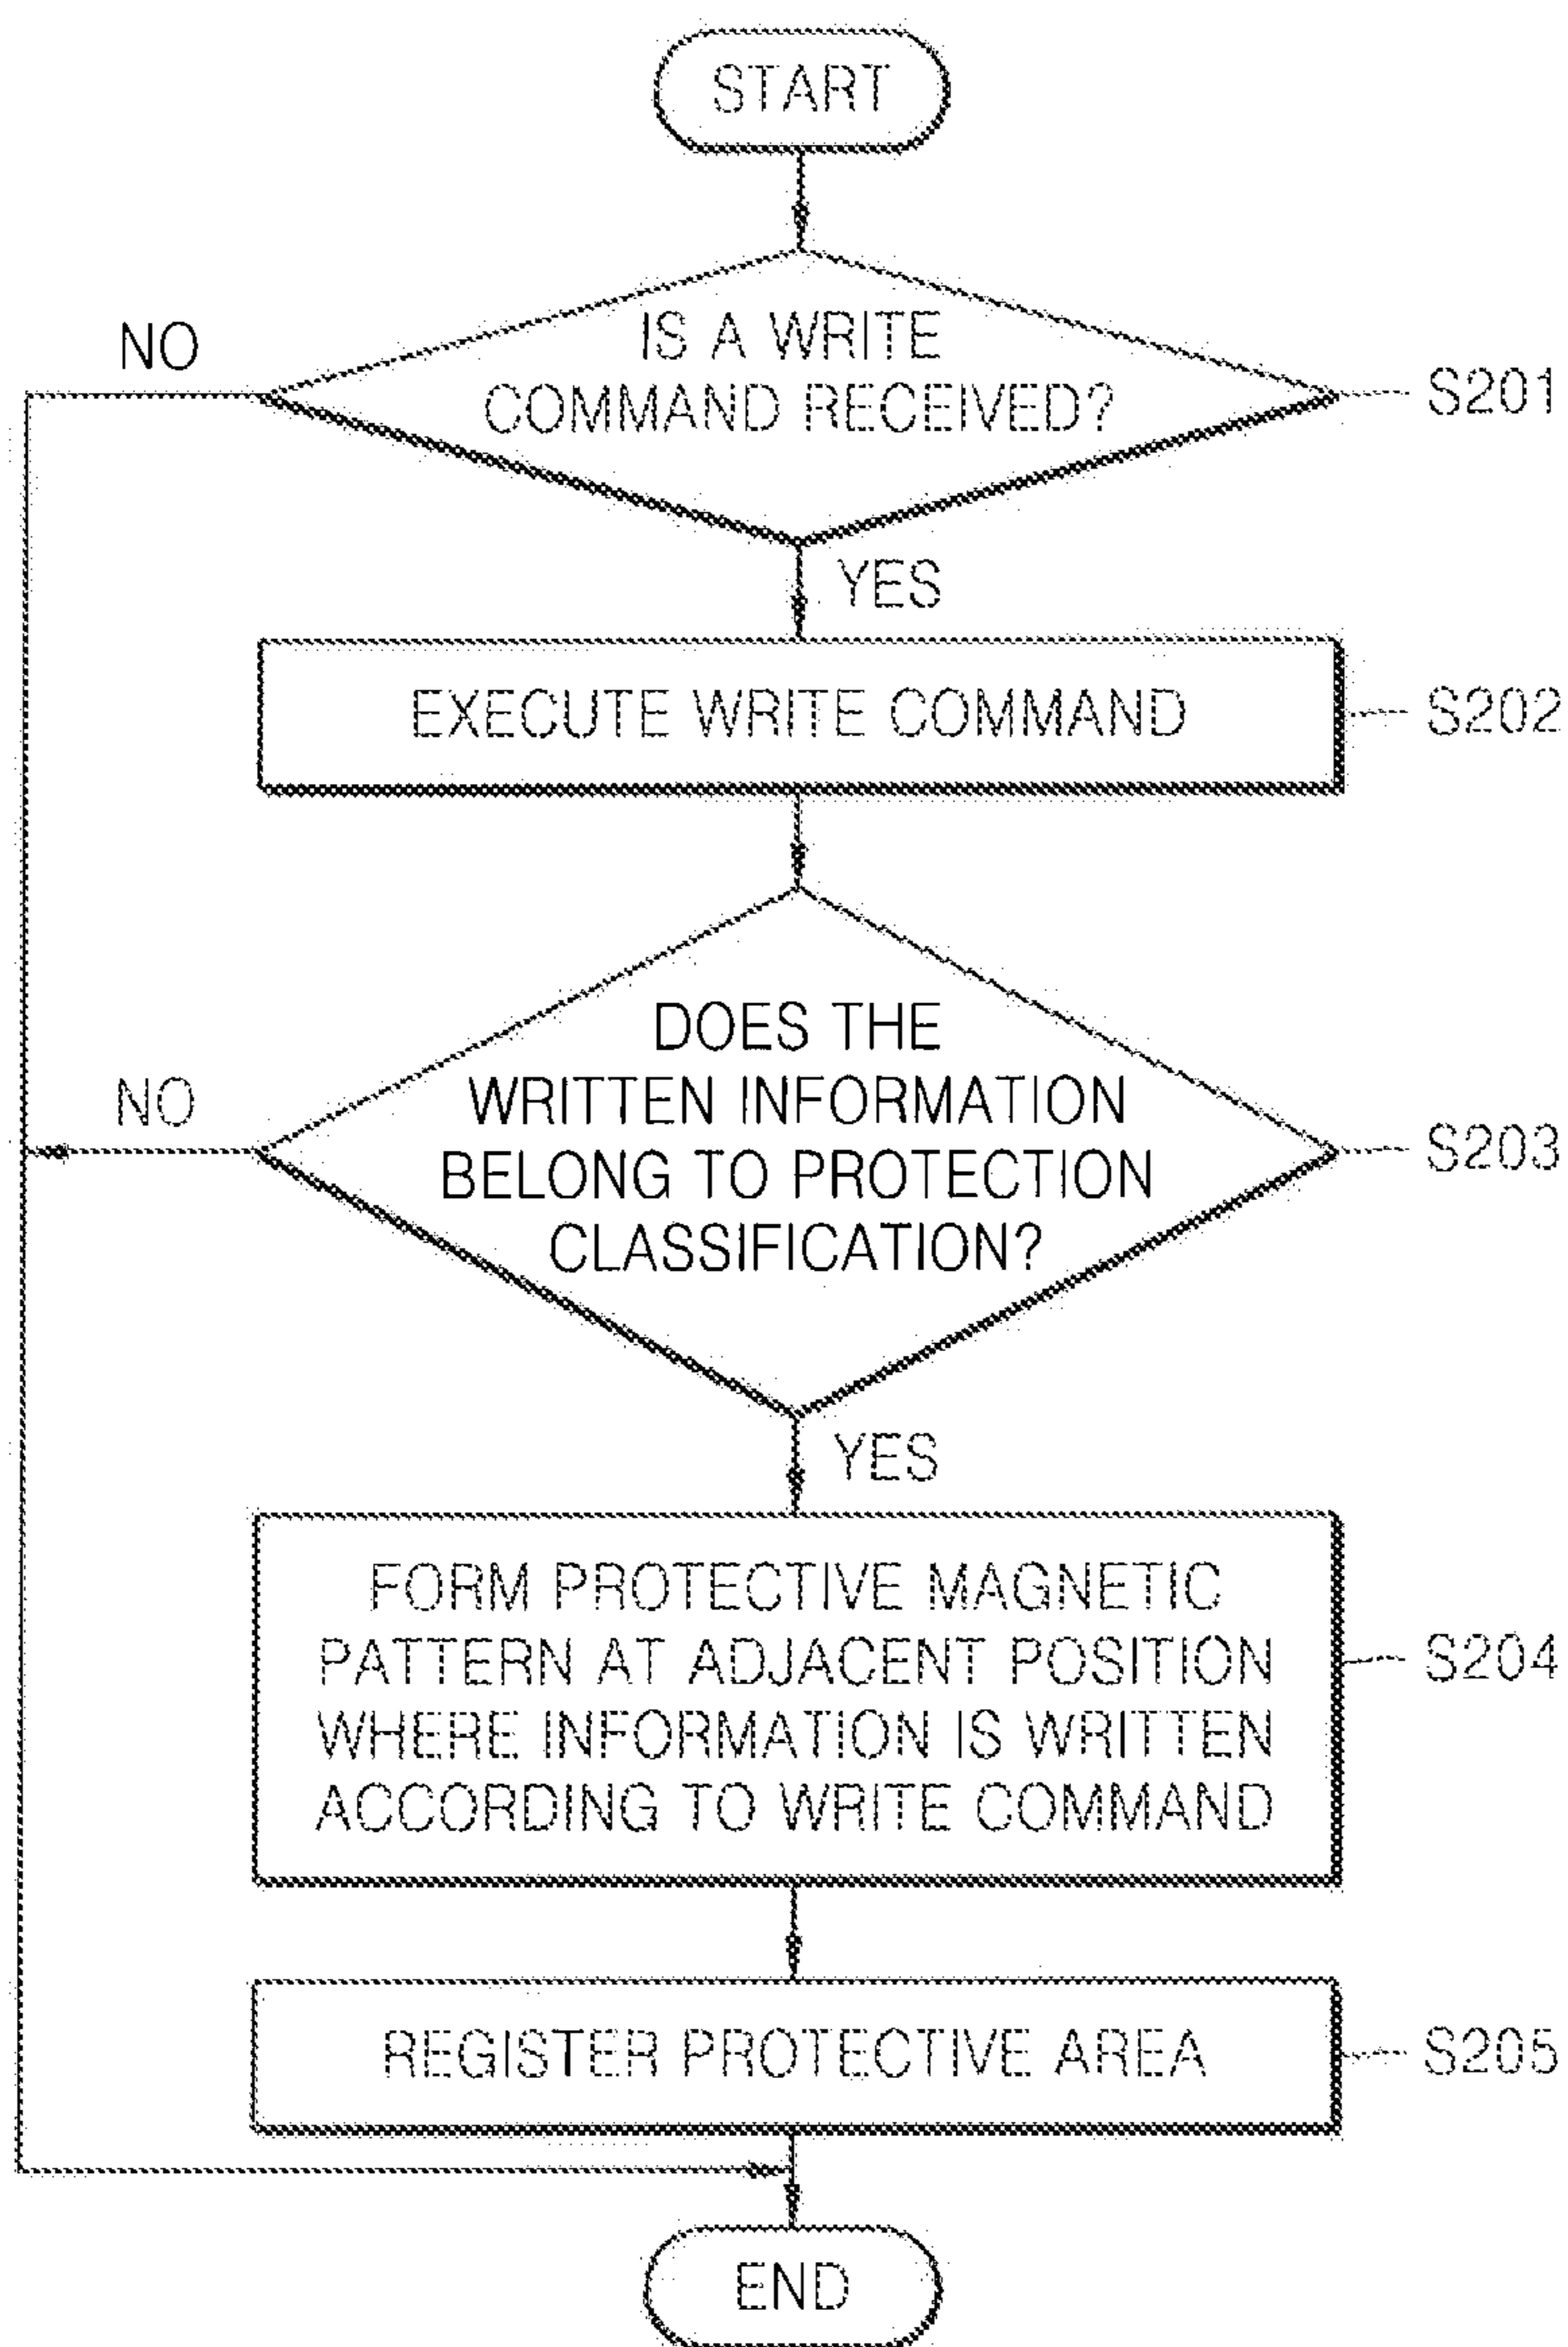 START
IS A WRITE
COMMAND RECEIVED?
NO
S201
YES
EXECUTE WRITE COMMAND
S202
DOES THE
WRITTEN INFORMATION
BELONG TO PROTECTION
CLASSIFICATION?
NO
S203
YES
FORM PROTECTIVE MAGNETIC
PATTERN AT ADJACENT POSITION
WHERE INFORMATION IS WRITTEN
ACCORDING TO WRITE COMMAND
S204
REGISTER PROTECTIVE AREA
S205
END